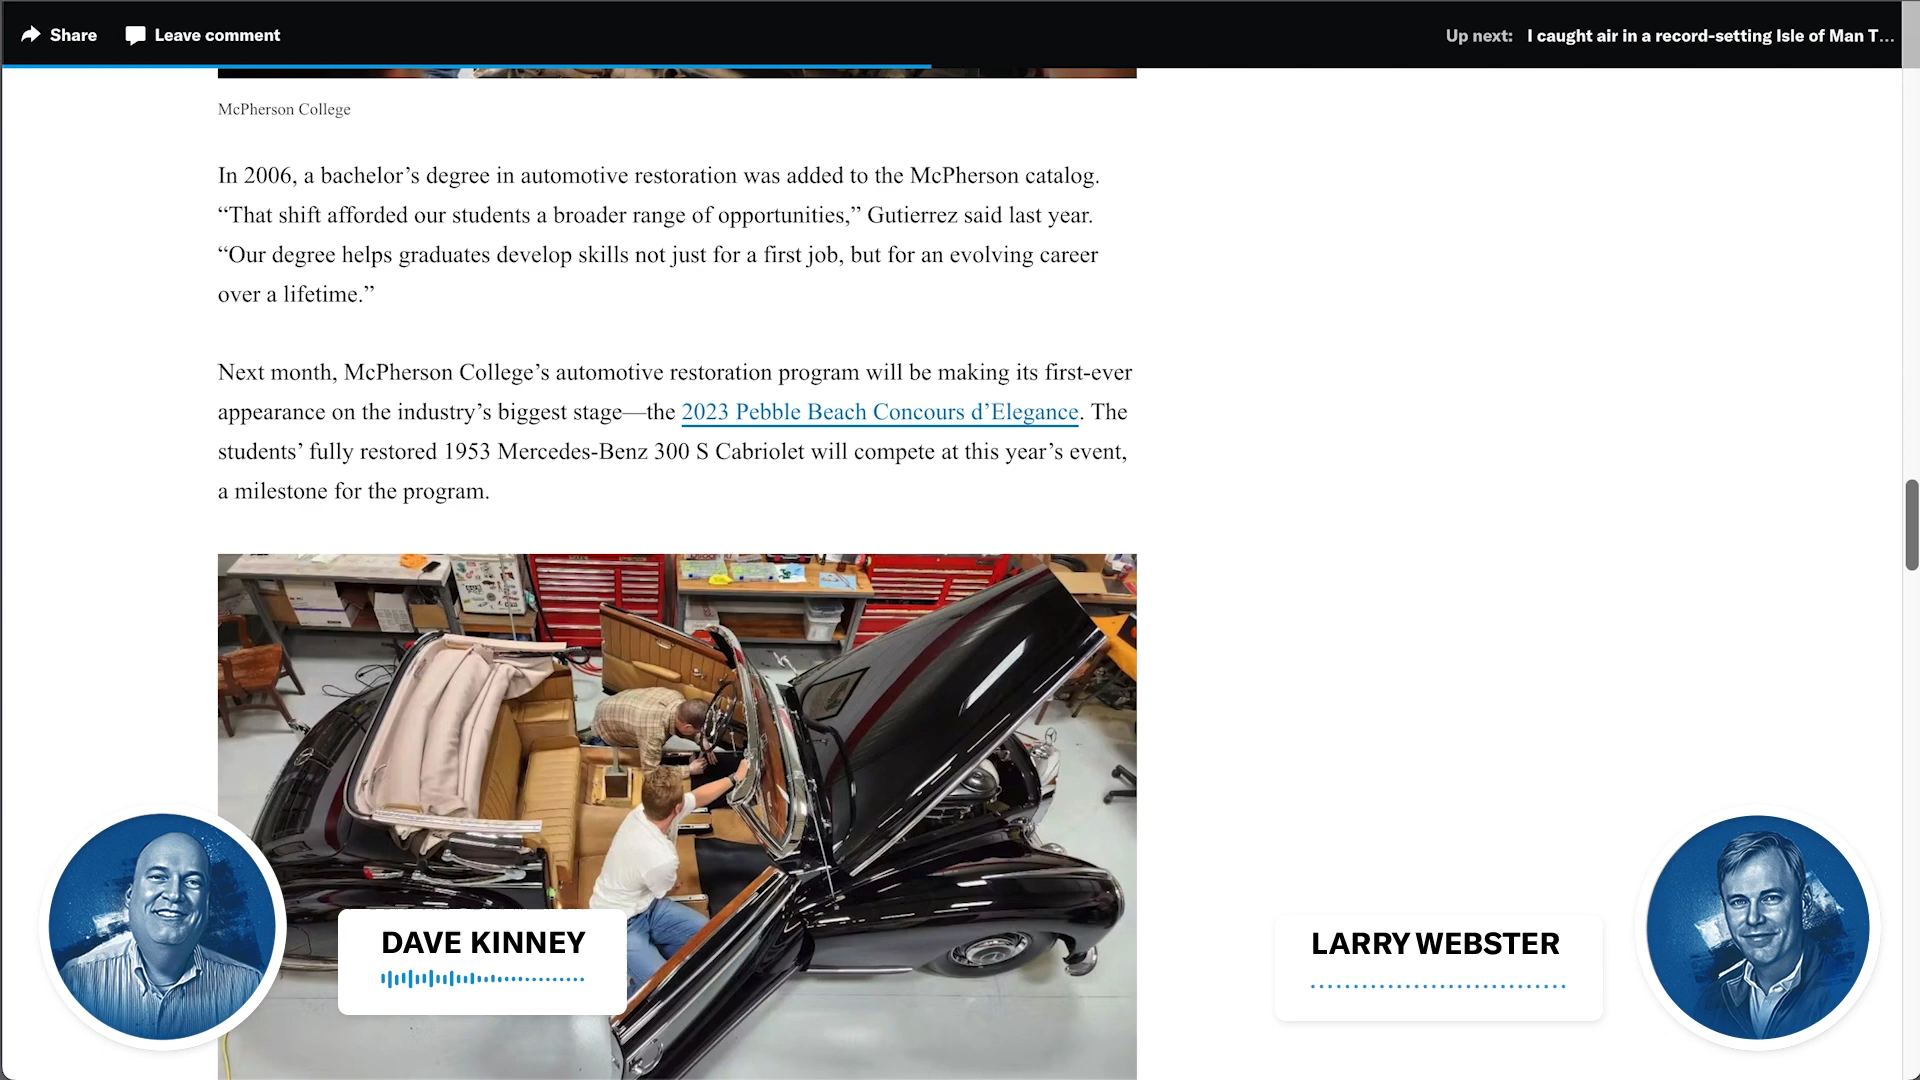 Share
Leave comment
Up next: I caught air in a record-setting Isle of Man T...
McPherson College
In 2006, a bachelor’s degree in automotive restoration was added to the McPherson catalog.
“That shift afforded our students a broader range of opportunities,” Gutierrez said last year.
“Our degree helps graduates develop skills not just for a first job, but for an evolving career
over a lifetime.”
Next month, McPherson College’s automotive restoration program will be making its first-ever
appearance on the industry’s biggest stage—the 2023 Pebble Beach Concours d’Elegance. The
students’ fully restored 1953 Mercedes-Benz 300 S Cabriolet will compete at this year’s event,
a milestone for the program.
DAVE KINNEY
LARRY WEBSTER